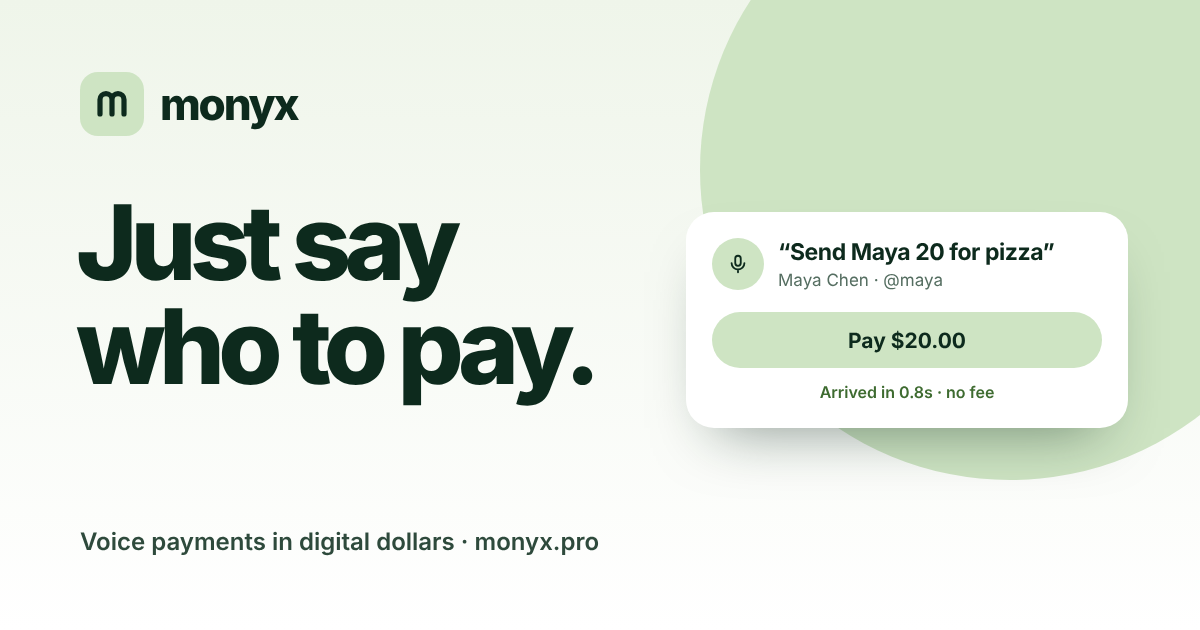 m monyx
Just say
who to pay.
“Send Maya 20 for pizza”
Maya Chen · @maya
Pay $20.00
Arrived in 0.8s · no fee
Voice payments in digital dollars · monyx.pro